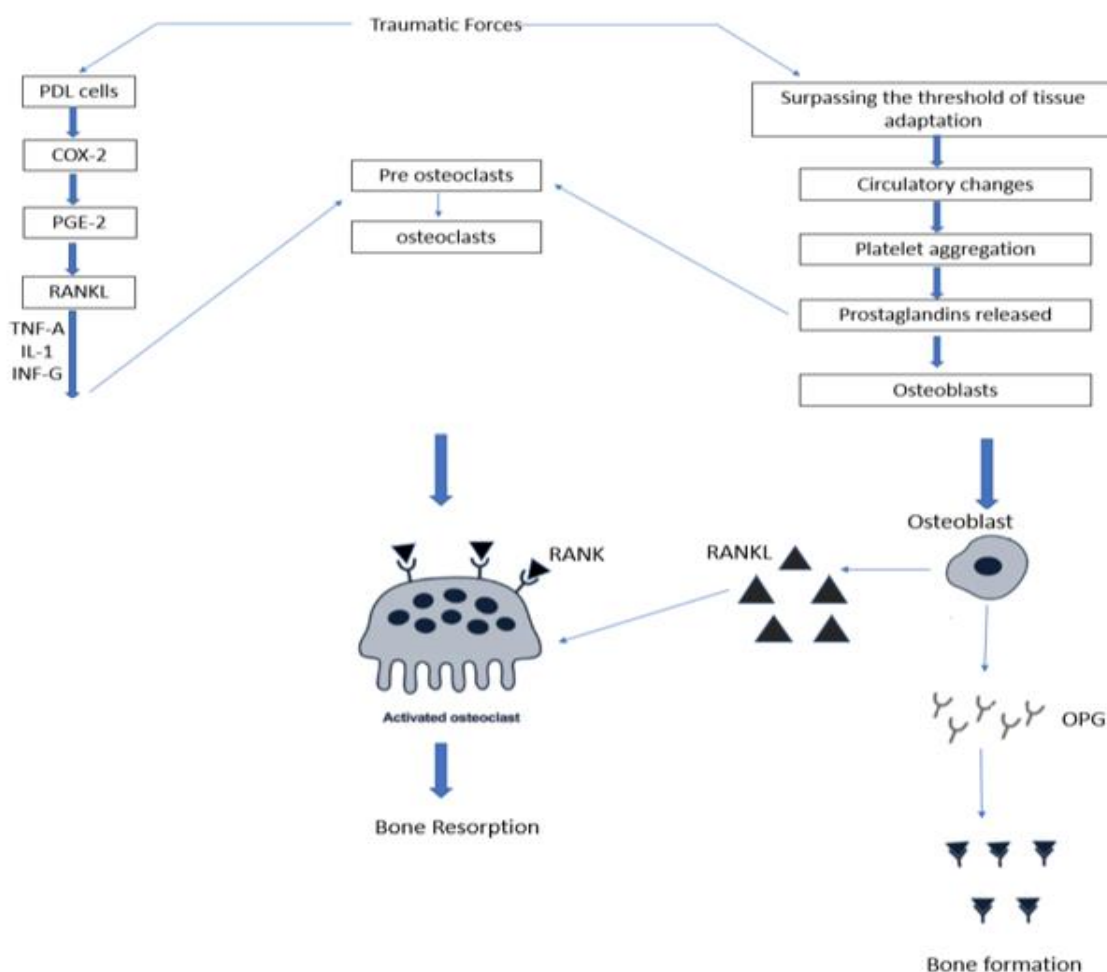 Traumatic Forces
PDL cells
COX-2
PGE-2
RANKL
TNF-A
IL-1
INF-G
Pre osteoclasts
osteoclasts
Surpassing the threshold of tissue
adaptation
Circulatory changes
Platelet aggregation
Prostaglandins released
Osteoblasts
Osteoblast
RANKL
RANK
Activated osteoclast
Bone Resorption
OPG
Bone formation